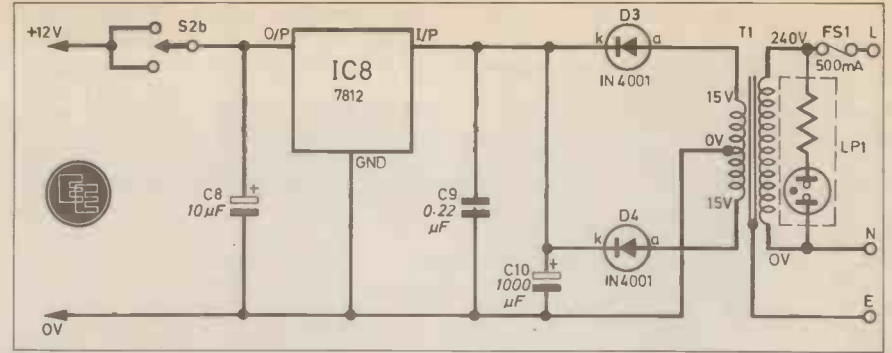 +12V
S2b
O/P
IC8
7812
I/P
GND
D3
k
a
IN4001
T1
240V
FS1
500mA
L
15V
0V
15V
LP1
C8
10µF
+
C9
0·22
µF
D4
k
a
IN4001
C10
1000
µF
+
0V
N
E
0V